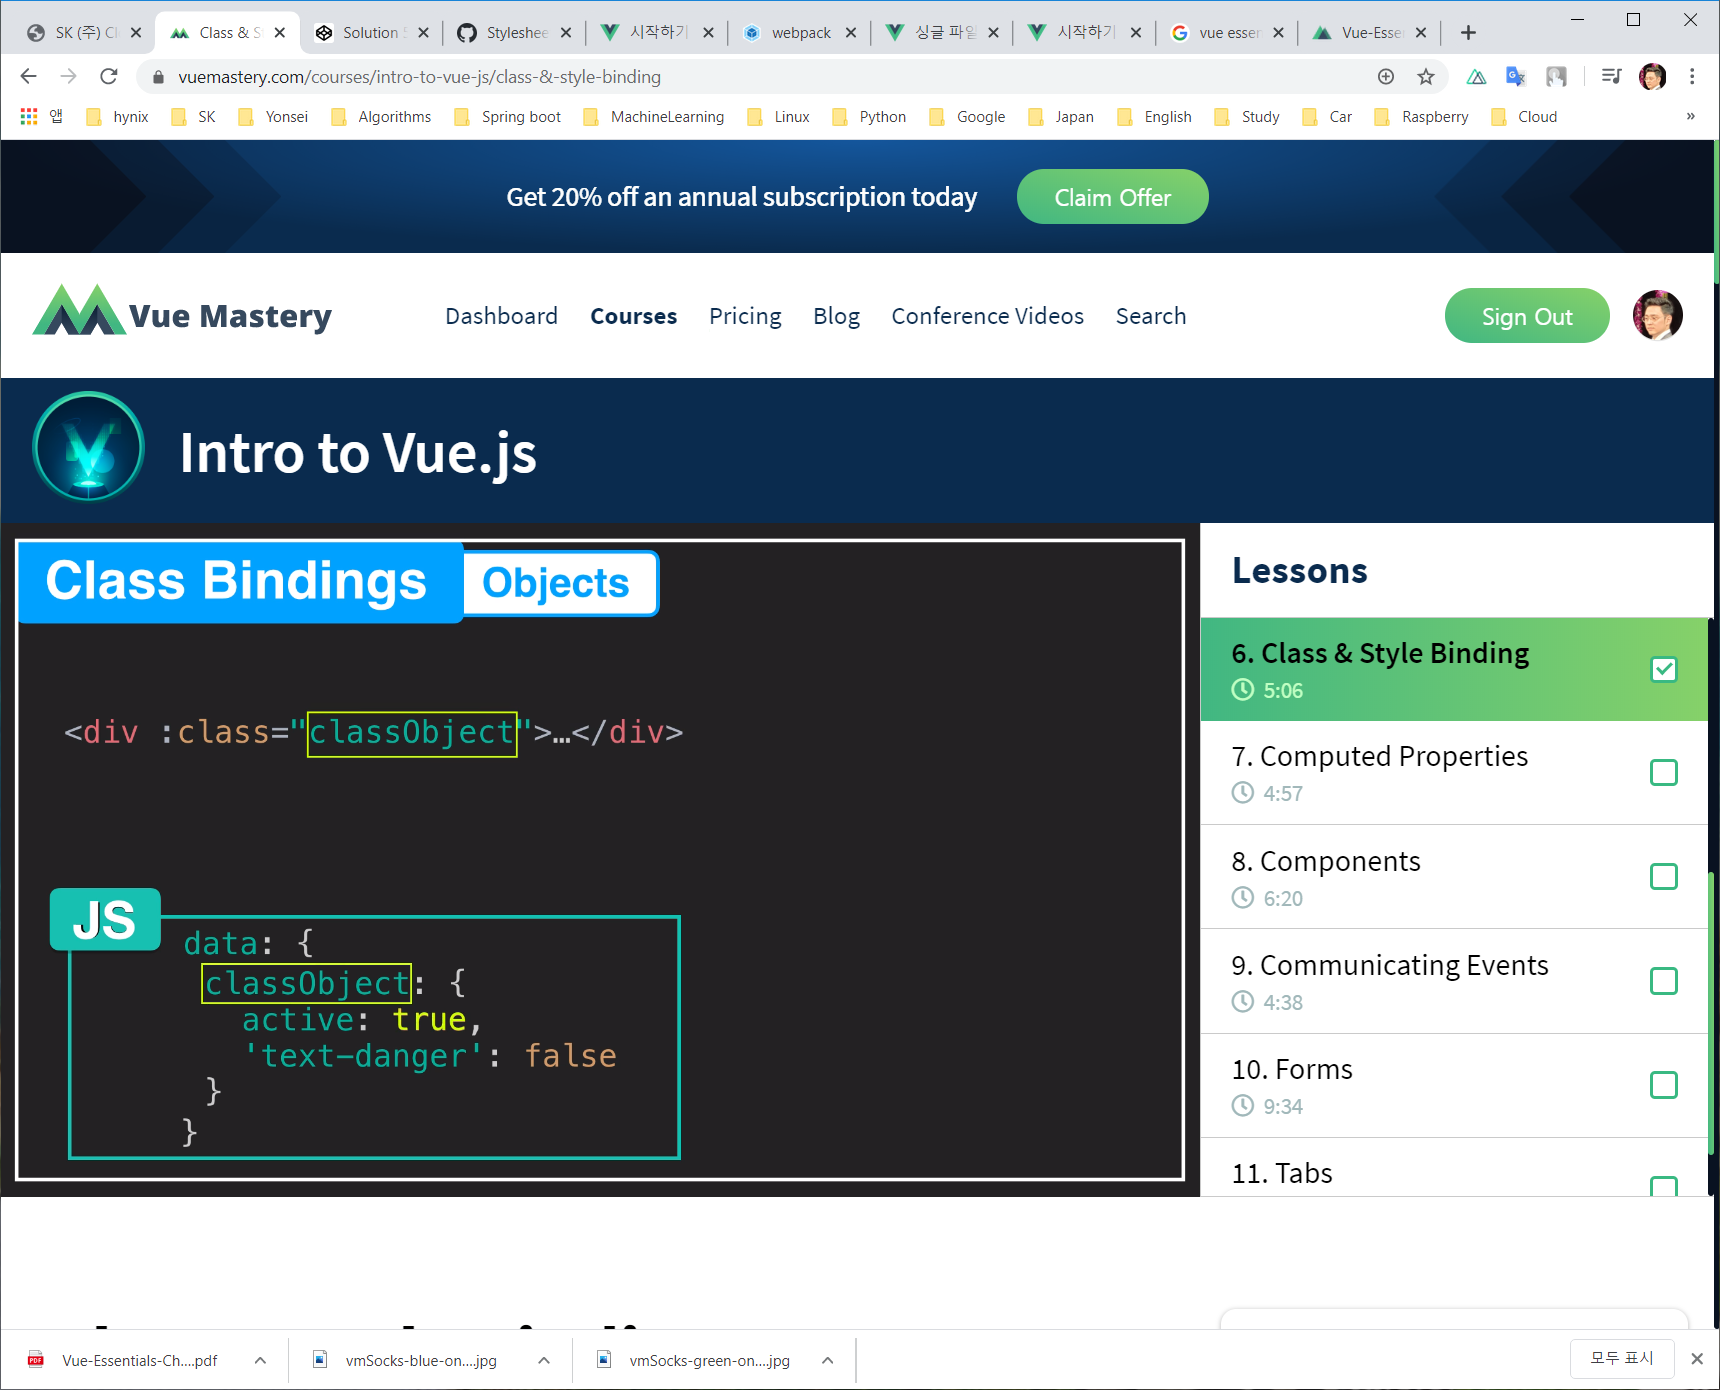 SK (주) C
Class & S
Solution
Styleshee
시작하기
webpack
싱글 파일
시작하기
vue esser
Vue-Esse
vuemastery.com/courses/intro-to-vue-js/class-&-style-binding
앱
hynix
SK
Yonsei
Algorithms
Spring boot
MachineLearning
Linux
Python
Google
Japan
English
Study
Car
Raspberry
Cloud
»
Get 20% off an annual subscription today
Claim Offer
Vue Mastery
Dashboard
Courses
Pricing
Blog
Conference Videos
Search
Sign Out
Intro to Vue.js
Class Bindings
Objects
<div :class="classObject">…</div>
JS
data: {
classObject: {
active: true,
'text-danger': false
}
}
Lessons
6. Class & Style Binding
5:06
7. Computed Properties
4:57
8. Components
6:20
9. Communicating Events
4:38
10. Forms
9:34
11. Tabs
PDF
Vue-Essentials-Ch....pdf
vmSocks-blue-on....jpg
vmSocks-green-on....jpg
모두 표시